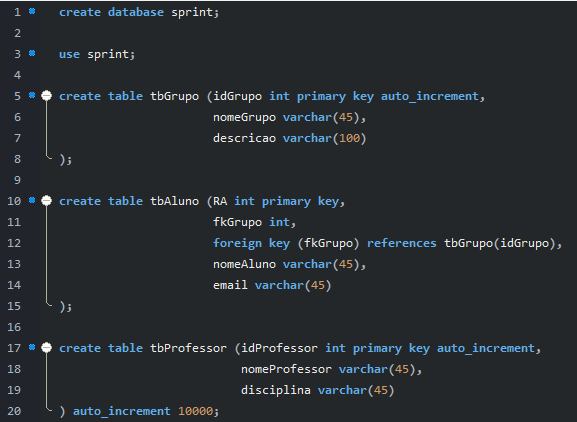 1 create database sprint;
2
3 use sprint;
4
5 create table tbGrupo (idGrupo int primary key auto_increment,
6 nomeGrupo varchar(45),
7 descricao varchar(100)
8 );
9
10 create table tbAluno (RA int primary key,
11 fkGrupo int,
12 foreign key (fkGrupo) references tbGrupo(idGrupo),
13 nomeAluno varchar(45),
14 email varchar(45)
15 );
16
17 create table tbProfessor (idProfessor int primary key auto_increment,
18 nomeProfessor varchar(45),
19 disciplina varchar(45)
20 ) auto_increment 10000;